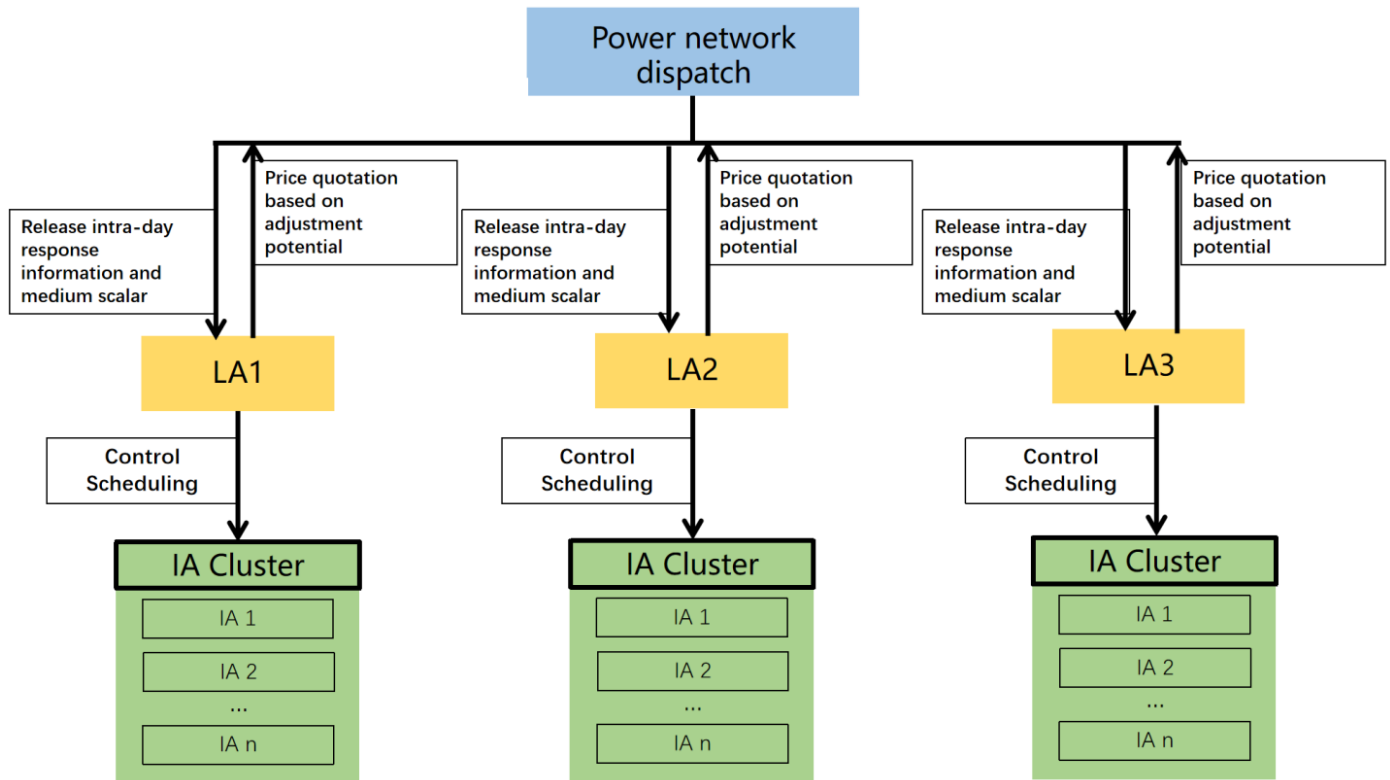 Power network
dispatch
Release intra-day
response
information and
medium scalar
Price quotation
based on
adjustment
potential
Release intra-day
response
information and
medium scalar
Price quotation
based on
adjustment
potential
Release intra-day
response
information and
medium scalar
Price quotation
based on
adjustment
potential
LA1
LA2
LA3
Control
Scheduling
Control
Scheduling
Control
Scheduling
IA Cluster
IA 1
IA 2
...
IA n
IA Cluster
IA 1
IA 2
...
IA n
IA Cluster
IA 1
IA 2
...
IA n